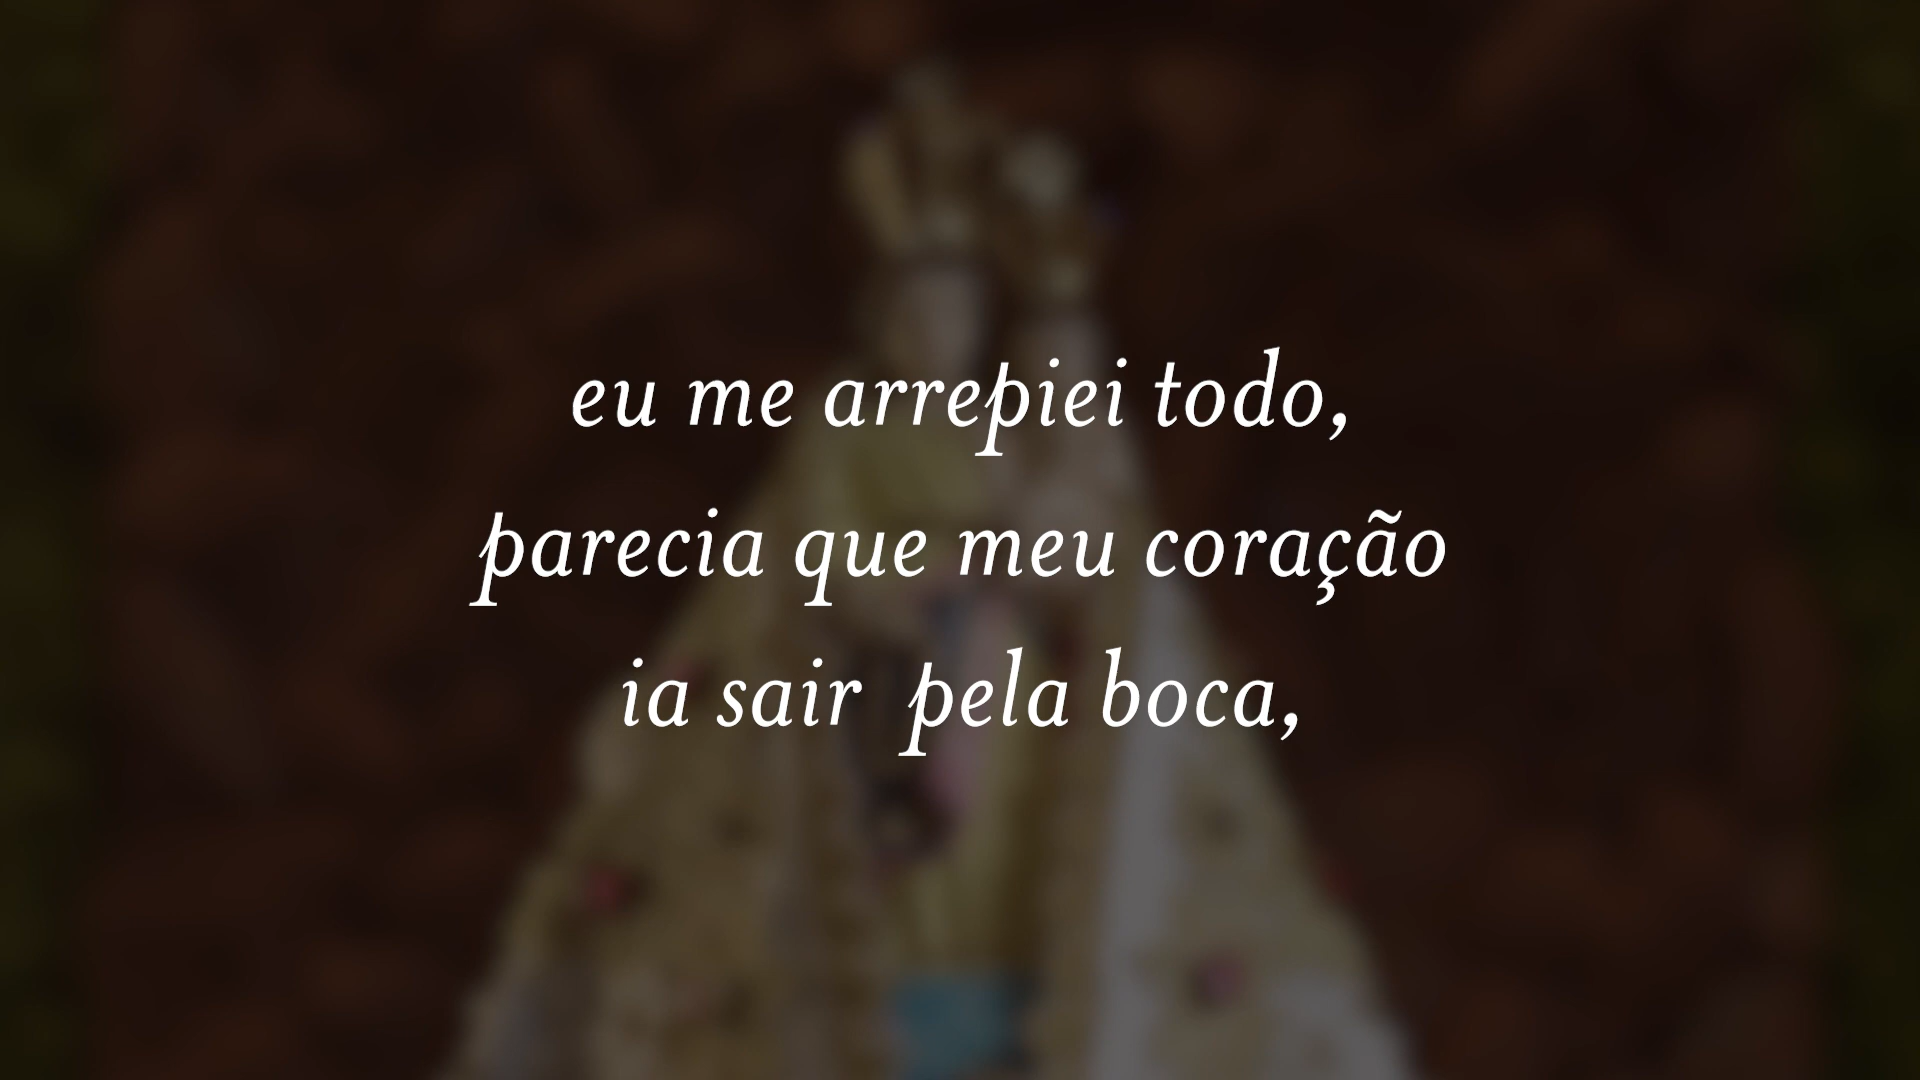 eu me arrepiei todo,
parecia que meu coração
ia sair  pela boca,